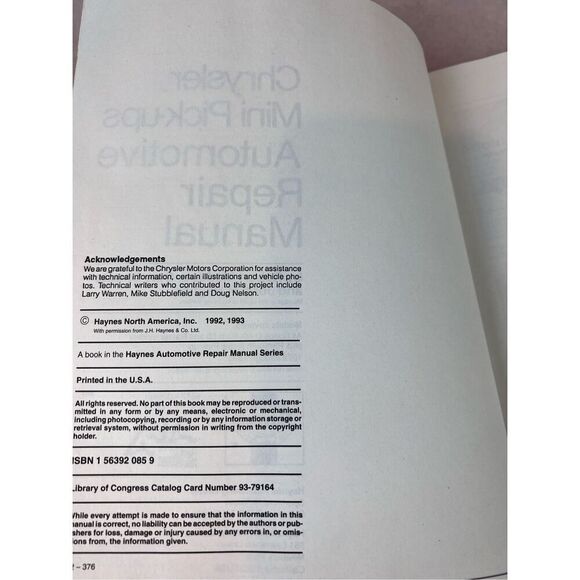 Chrysler
Mini Pick-ups
Automotive
Repair
Manual
Acknowledgements
We are grateful to the Chrysler Motors Corporation for assistance
with technical information, certain illustrations and vehicle pho-
tos. Technical writers who contributed to this project include
Larry Warren, Mike Stubblefield and Doug Nelson.
© Haynes North America, Inc. 1992, 1993
With permission from J.H. Haynes & Co. Ltd.
A book in the Haynes Automotive Repair Manual Series
Printed in the U.S.A.
All rights reserved. No part of this book may be reproduced or trans-
mitted in any form or by any means, electronic or mechanical,
including photocopying, recording or by any information storage or
retrieval system, without permission in writing from the copyright
holder.
ISBN 1 56392 085 9
Library of Congress Catalog Card Number 93-79164
While every attempt is made to ensure that the information in this
manual is correct, no liability can be accepted by the authors or pub-
shers for loss, damage or injury caused by any errors in, or omis-
ions from, the information given.
– 376